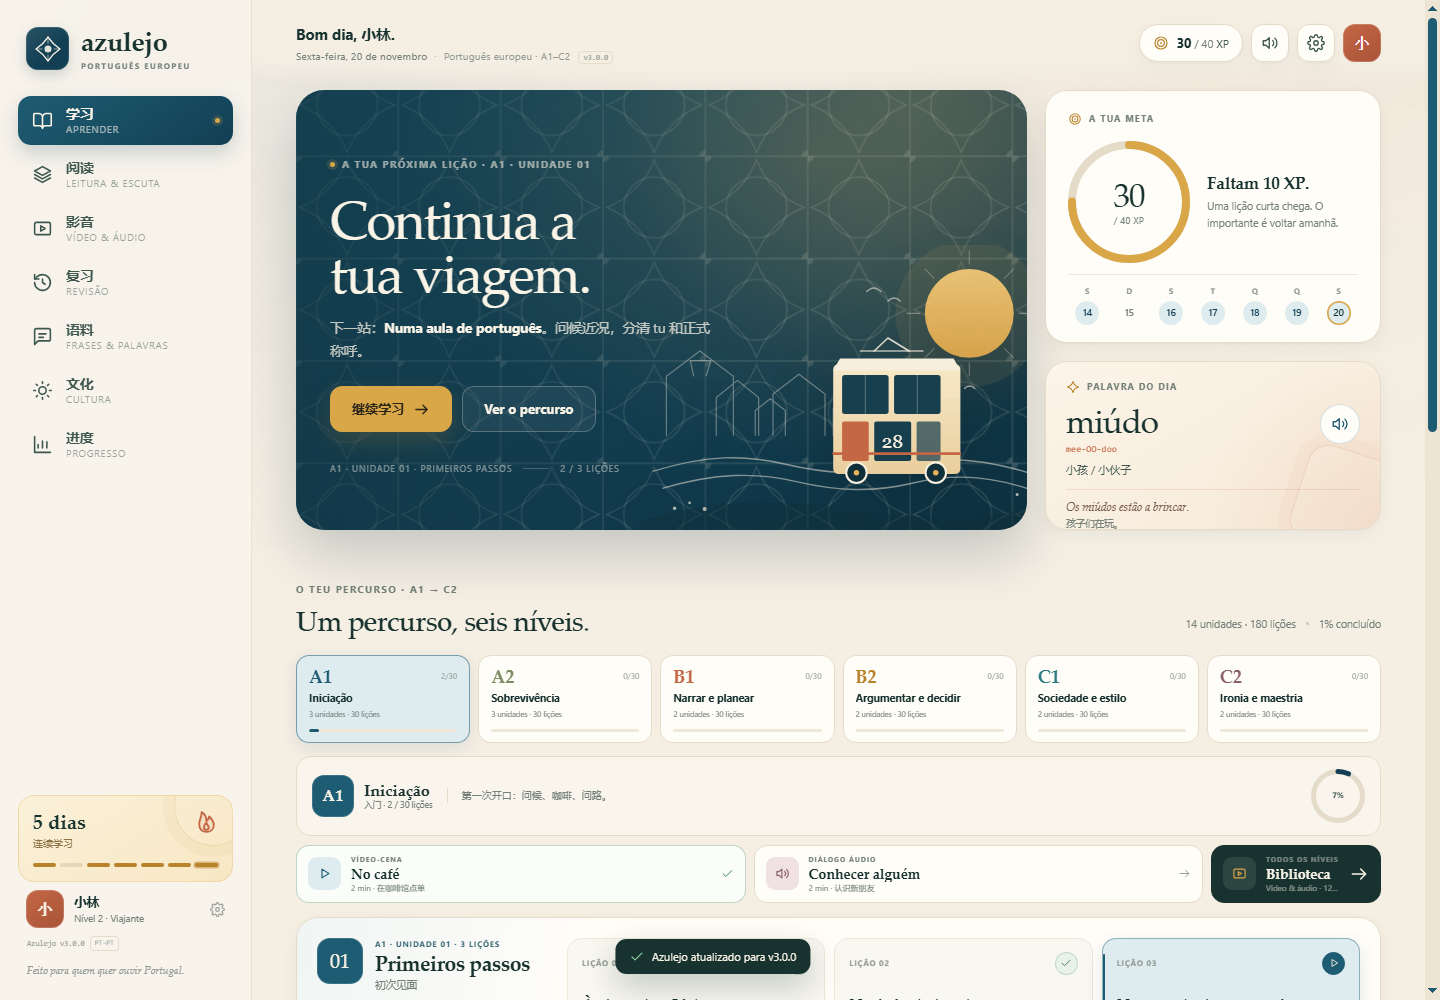 azulejo
PORTUGUÊS EUROPEU
学习
APRENDER
阅读
LEITURA & ESCUTA
影音
VÍDEO & ÁUDIO
复习
REVISÃO
语料
FRASES & PALAVRAS
文化
CULTURA
进度
PROGRESSO
5 dias
连续学习
小
小林
Nível 2 · Viajante
Azulejo v3.0.0 PT-PT
Feito para quem quer ouvir Portugal.
Bom dia, 小林.
Sexta-feira, 20 de novembro · Português europeu · A1–C2 v3.0.0
30 / 40 XP
小
A TUA PRÓXIMA LIÇÃO · A1 · UNIDADE 01
Continua a
tua viagem.
下一站：Numa aula de português。问候近况，分清 tu 和正式
称呼。
继续学习 →
Ver o percurso
A1 · UNIDADE 01 · PRIMEIROS PASSOS
2 / 3 LIÇÕES
28
A TUA META
30
/ 40 XP
Faltam 10 XP.
Uma lição curta chega. O
importante é voltar amanhã.
S D S T Q Q S
14 15 16 17 18 19 20
PALAVRA DO DIA
miúdo
mee-OO-doo
小孩 / 小伙子
Os miúdos estão a brincar.
孩子们在玩。
O TEU PERCURSO · A1 → C2
Um percurso, seis níveis.
14 unidades · 180 lições • 1% concluído
A1 2/30
Iniciação
3 unidades · 30 lições
A2 0/30
Sobrevivência
3 unidades · 30 lições
B1 0/30
Narrar e planear
2 unidades · 30 lições
B2 0/30
Argumentar e decidir
2 unidades · 30 lições
C1 0/30
Sociedade e estilo
2 unidades · 30 lições
C2 0/30
Ironia e maestria
2 unidades · 30 lições
A1
Iniciação
入门 · 2 / 30 lições
第一次开口：问候、咖啡、问路。
7%
VÍDEO-CENA
No café
2 min · 在咖啡馆点单
DIÁLOGO ÁUDIO
Conhecer alguém
2 min · 认识新朋友
→
TODOS OS NÍVEIS
Biblioteca
Vídeo & áudio · 12...
→
01
A1 · UNIDADE 01 · 3 LIÇÕES
Primeiros passos
初次见面
LIÇÃO 0
LIÇÃO 02
LIÇÃO 03
Azulejo atualizado para v3.0.0